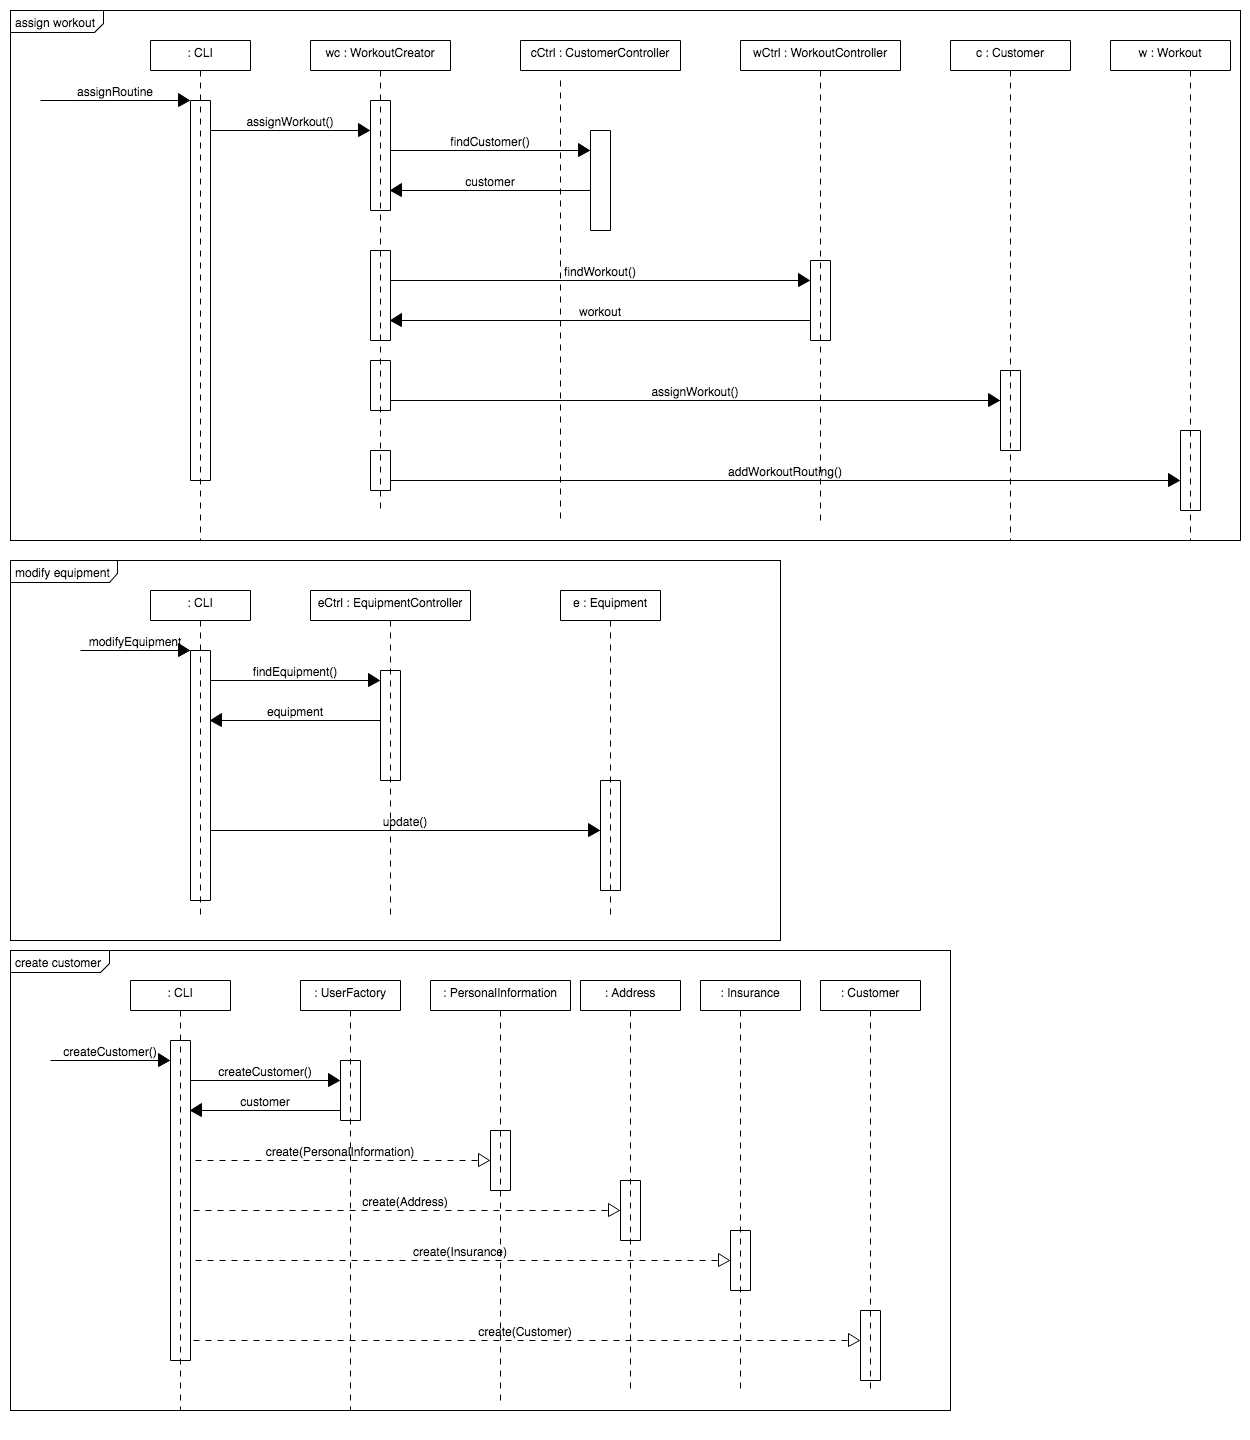 assign workout
: CLI
wc : WorkoutCreator
cCtrl : CustomerController
wCtrl : WorkoutController
c : Customer
w : Workout
assignRoutine
assignWorkout()
findCustomer()
customer
findWorkout()
workout
assignWorkout()
addWorkoutRouting()
modify equipment
: CLI
eCtrl : EquipmentController
e : Equipment
modifyEquipment
findEquipment()
equipment
update()
create customer
: CLI
: UserFactory
: PersonalInformation
: Address
: Insurance
: Customer
createCustomer()
createCustomer()
customer
create(PersonalInformation)
create(Address)
create(Insurance)
create(Customer)